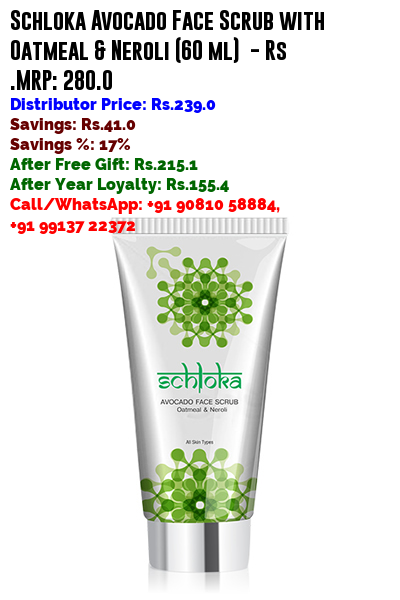 Schloka Avocado Face Scrub with
Oatmeal & Neroli (60 ml) - Rs
.MRP: 280.0
Distributor Price: Rs.239.0
Savings: Rs.41.0
Savings %: 17%
After Free Gift: Rs.215.1
After Year Loyalty: Rs.155.4
Call/WhatsApp: +91 90810 58884,
+91 99137 22372
schloka
AVOCADO FACE SCRUB
Oatmeal & Neroli
All Skin Types